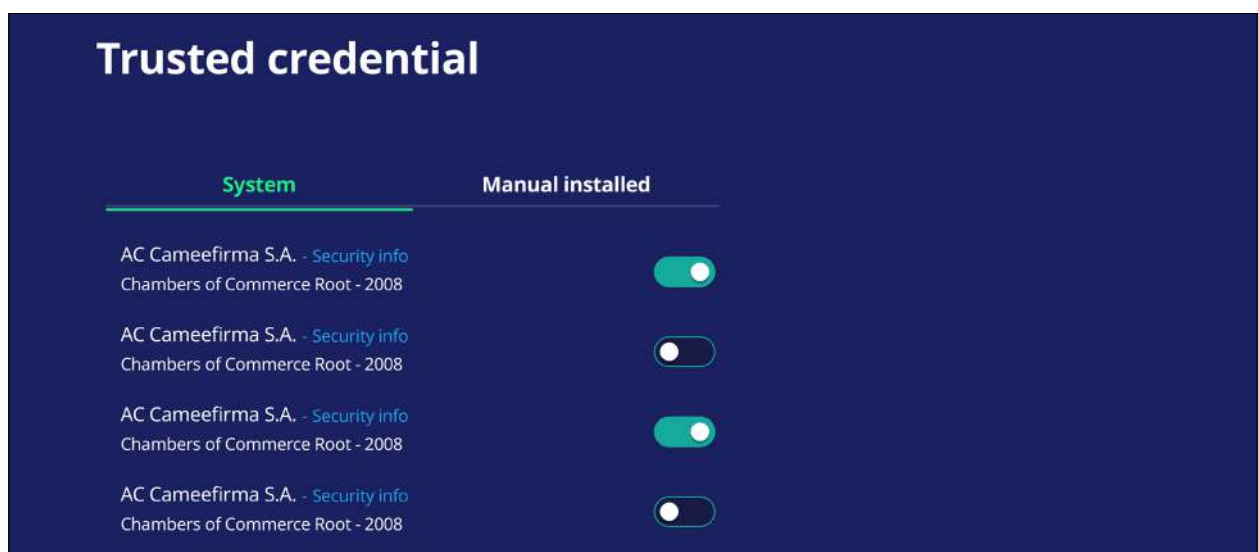 Trusted credential
System Manual installed
AC Cameefirma S.A. - Security info
Chambers of Commerce Root - 2008
AC Cameefirma S.A. - Security info
Chambers of Commerce Root - 2008
AC Cameefirma S.A. - Security info
Chambers of Commerce Root - 2008
AC Cameefirma S.A. - Security info
Chambers of Commerce Root - 2008